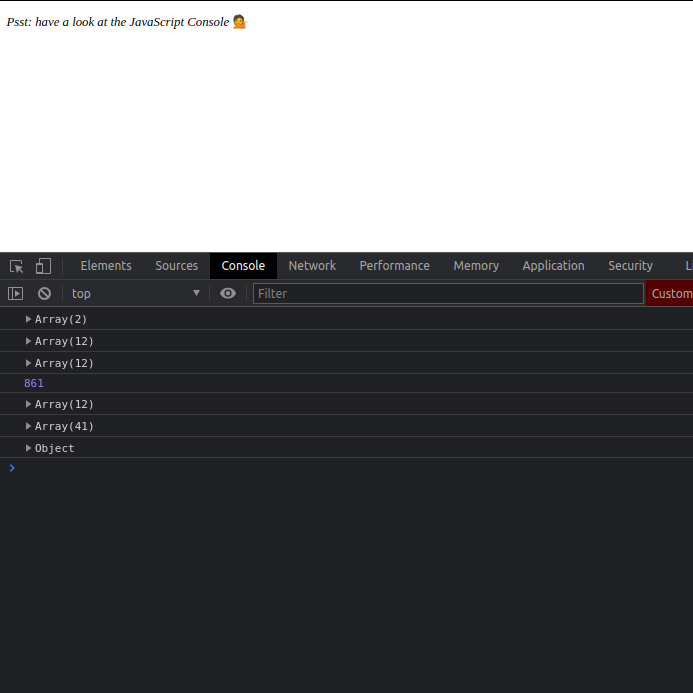 Psst: have a look at the JavaScript Console 💁
Elements Sources Console Network Performance Memory Application Security
top Filter Custom
Array(2)
Array(12)
Array(12)
861
Array(12)
Array(41)
Object